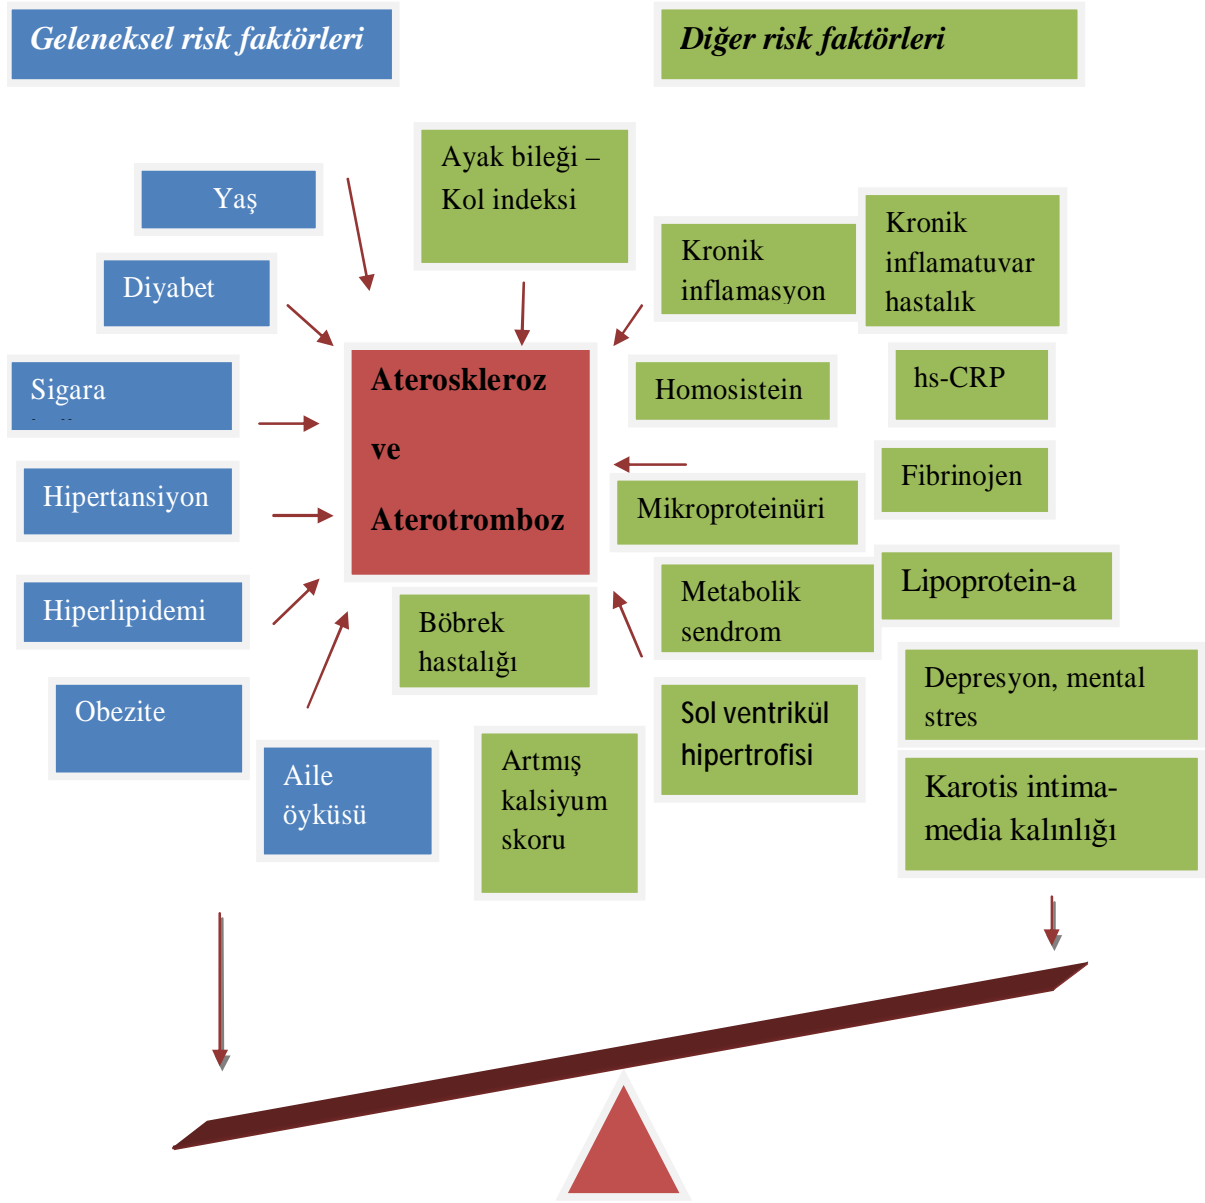 Geleneksel risk faktörleri
Diğer risk faktörleri
Yaş
Diyabet
Sigara
Hipertansiyon
Hiperlipidemi
Obezite
Aile
öyküsü
Ayak bileği –
Kol indeksi
Ateroskleroz
ve
Aterotromboz
Böbrek
hastalığı
Artmış
kalsiyum
skoru
Kronik
inflamasyon
Kronik
inflamatuvar
hastalık
Homosistein
hs-CRP
Mikroproteinüri
Fibrinojen
Metabolik
sendrom
Lipoprotein-a
Sol ventrikül
hipertrofisi
Depresyon, mental
stres
Karotis intima-
media kalınlığı